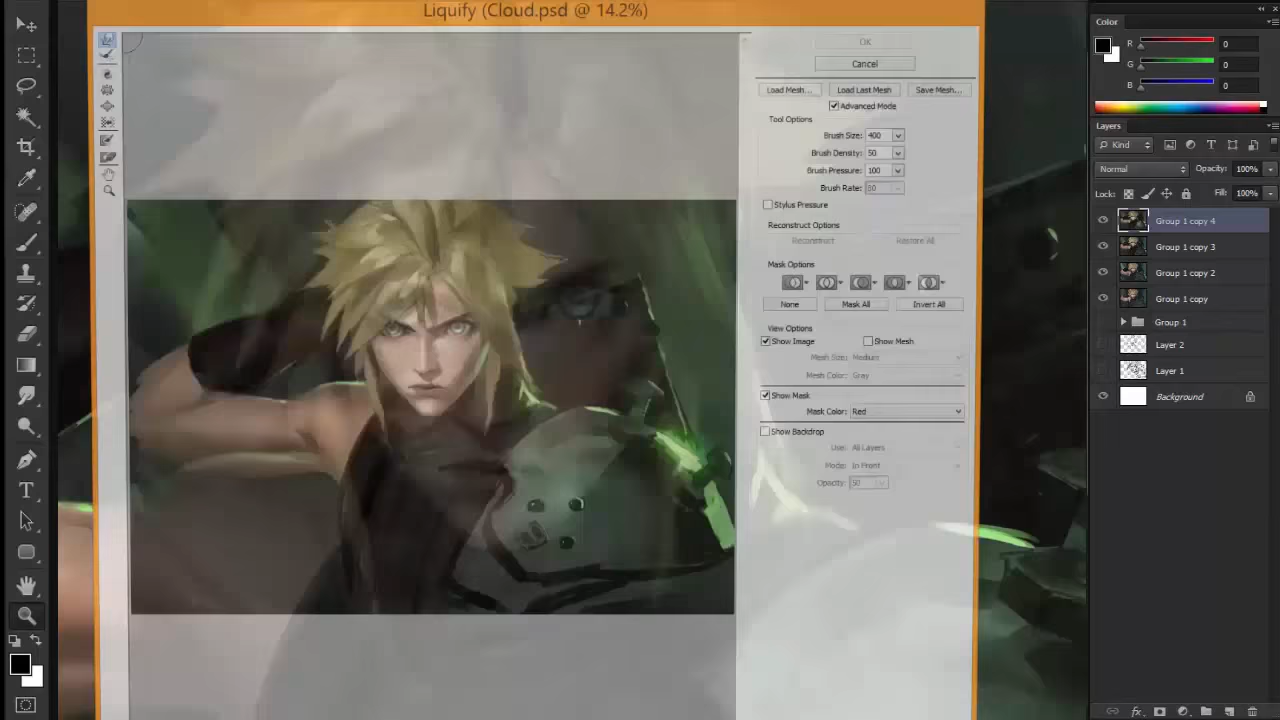 Liquify (Cloud.psd @ 14.2%)
OK
Cancel
Load Mesh...
Load Last Mesh
Save Mesh...
Advanced Mode
Tool Options
Brush Size: 400
Brush Density: 50
Brush Pressure: 100
Brush Rate: 80
Stylus Pressure
Reconstruct Options
Reconstruct
Restore All
Mask Options
None
Mask All
Invert All
View Options
Show Image
Show Mesh
Mesh Size: Medium
Mesh Color: Gray
Show Mask
Mask Color: Red
Show Backdrop
Use: All Layers
Mode: In Front
Opacity: 50
Color
R 0
G 0
B 0
Layers
Kind
Normal
Opacity: 100%
Lock:
Fill: 100%
Group 1 copy 4
Group 1 copy 3
Group 1 copy 2
Group 1 copy
Group 1
Layer 2
Layer 1
Background